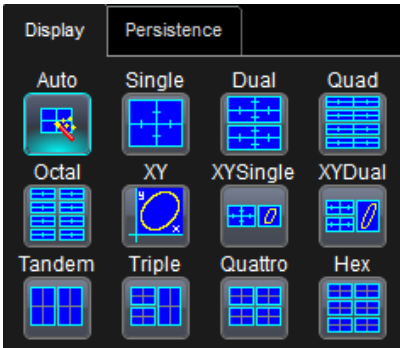 Display Persistence
Auto Single Dual Quad
Octal XY XYSingle XYDual
y
x
Tandem Triple Quattro Hex